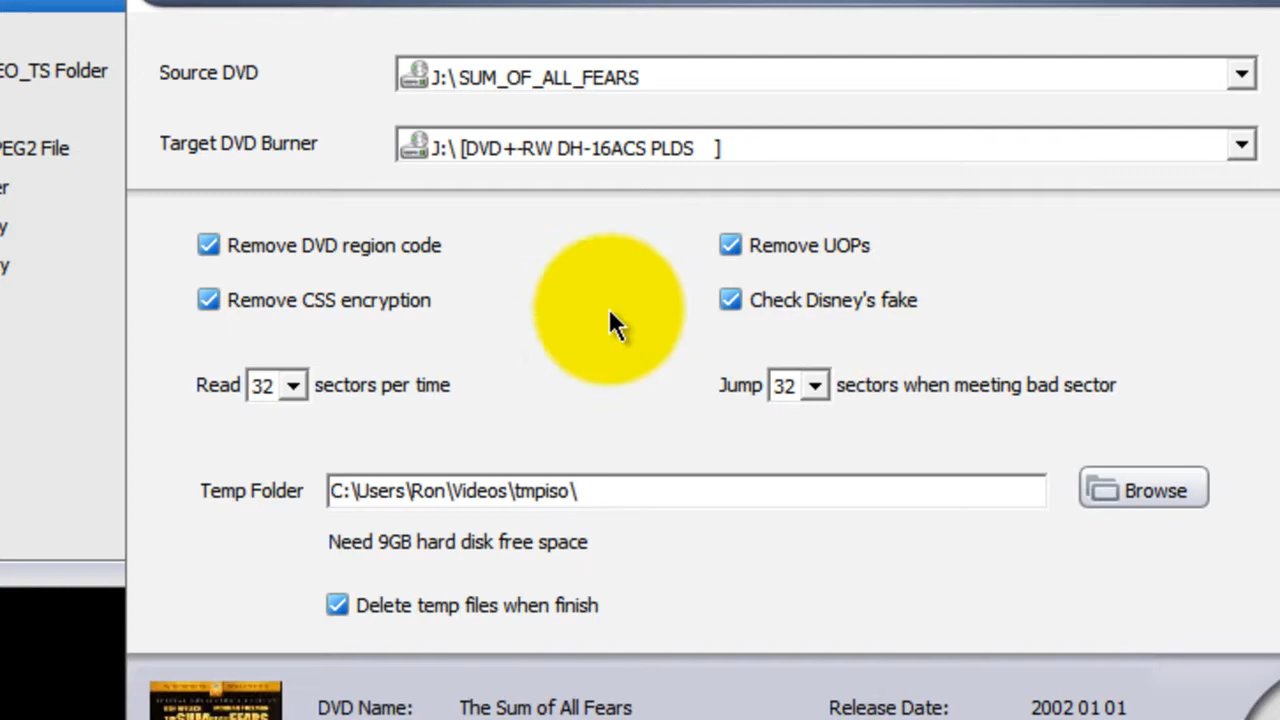 EO_TS Folder
PEG2 File
er
y
y
Source DVD
J:\ SUM_OF_ALL_FEARS
Target DVD Burner
J:\ [DVD+-RW DH-16ACS PLDS ]
Remove DVD region code
Remove UOPs
Remove CSS encryption
Check Disney's fake
Read 32 sectors per time
Jump 32 sectors when meeting bad sector
Temp Folder
C:\Users\Ron\Videos\tmpiso\
Browse
Need 9GB hard disk free space
Delete temp files when finish
DVD Name: The Sum of All Fears
Release Date: 2002 01 01